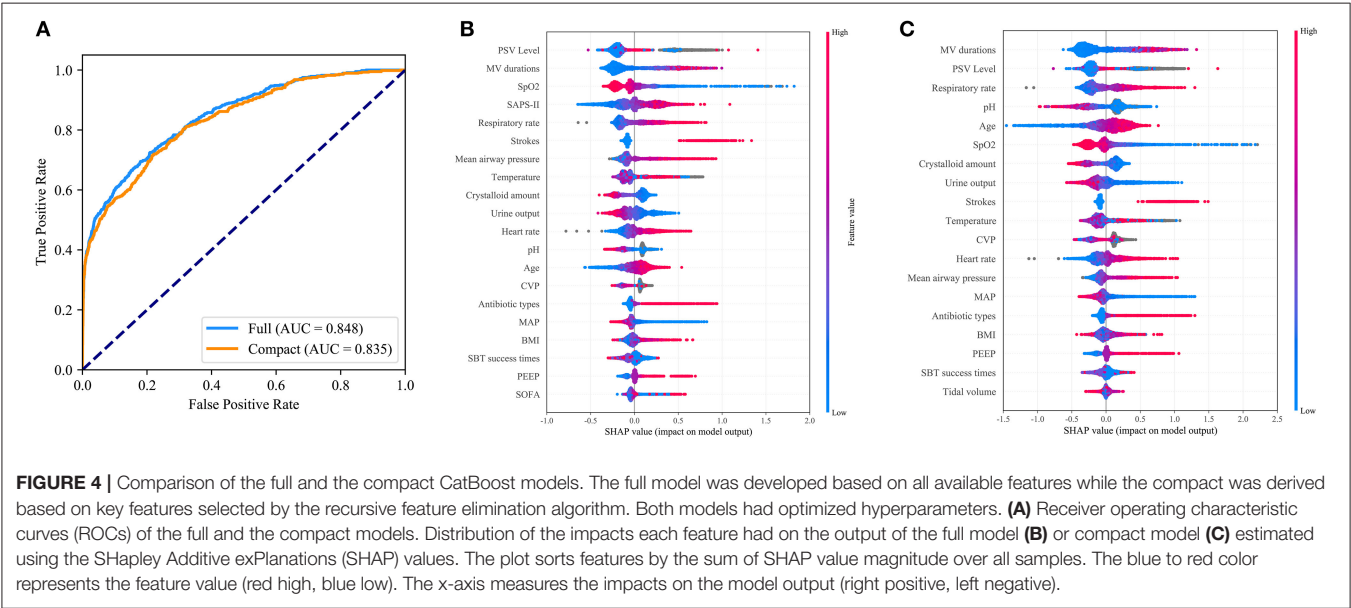 A
1.0
0.8
0.6
0.4
0.2
0.0
True Positive Rate
Full (AUC = 0.848)
Compact (AUC = 0.835)
0.0 0.2 0.4 0.6 0.8 1.0
False Positive Rate
B
PSV Level
MV durations
SpO2
SAPS-II
Respiratory rate
Strokes
Mean airway pressure
Temperature
Crystalloid amount
Urine output
Heart rate
pH
Age
CVP
Antibiotic types
MAP
BMI
SBT success times
PEEP
SOFA
-1.0 -0.5 0.0 0.5 1.0 1.5 2.0
SHAP value (impact on model output)
High
Feature value
Low
C
MV durations
PSV Level
Respiratory rate
pH
Age
SpO2
Crystalloid amount
Urine output
Strokes
Temperature
CVP
Heart rate
Mean airway pressure
MAP
Antibiotic types
BMI
PEEP
SBT success times
Tidal volume
-1.5 -1.0 -0.5 0.0 0.5 1.0 1.5 2.0 2.5
SHAP value (impact on model output)
High
Low
FIGURE 4 | Comparison of the full and the compact CatBoost models. The full model was developed based on all available features while the compact was derived
based on key features selected by the recursive feature elimination algorithm. Both models had optimized hyperparameters. (A) Receiver operating characteristic
curves (ROCs) of the full and the compact models. Distribution of the impacts each feature had on the output of the full model (B) or compact model (C) estimated
using the SHapley Additive exPlanations (SHAP) values. The plot sorts features by the sum of SHAP value magnitude over all samples. The blue to red color
represents the feature value (red high, blue low). The x-axis measures the impacts on the model output (right positive, left negative).